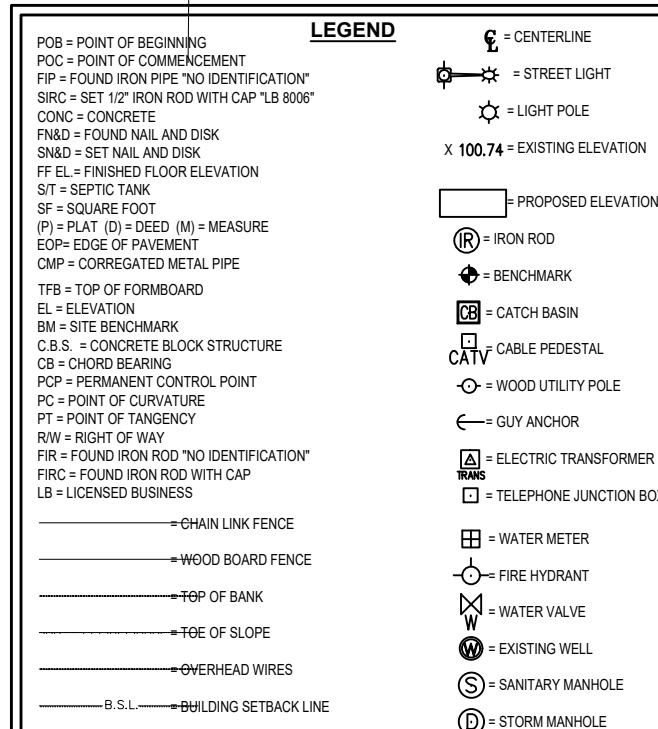 LEGEND
POB = POINT OF BEGINNING
POC = POINT OF COMMENCEMENT
FIP = FOUND IRON PIPE "NO IDENTIFICATION"
SIRC = SET 1/2" IRON ROD WITH CAP "LB 8006"
CONC = CONCRETE
FN&D = FOUND NAIL AND DISK
SN&D = SET NAIL AND DISK
FF EL.= FINISHED FLOOR ELEVATION
S/T = SEPTIC TANK
SF = SQUARE FOOT
(P) = PLAT (D) = DEED (M) = MEASURE
EOP= EDGE OF PAVEMENT
CMP = CORREGATED METAL PIPE
TFB = TOP OF FORMBOARD
EL = ELEVATION
BM = SITE BENCHMARK
C.B.S. = CONCRETE BLOCK STRUCTURE
CB = CHORD BEARING
PCP = PERMANENT CONTROL POINT
PC = POINT OF CURVATURE
PT = POINT OF TANGENCY
R/W = RIGHT OF WAY
FIR = FOUND IRON ROD "NO IDENTIFICATION"
FIRC = FOUND IRON ROD WITH CAP
LB = LICENSED BUSINESS
= CHAIN LINK FENCE
= WOOD BOARD FENCE
= TOP OF BANK
= TOE OF SLOPE
= OVERHEAD WIRES
B.S.L. = BUILDING SETBACK LINE
℄ = CENTERLINE
= STREET LIGHT
= LIGHT POLE
X 100.74 = EXISTING ELEVATION
= PROPOSED ELEVATION
IR = IRON ROD
= BENCHMARK
CB = CATCH BASIN
CATV = CABLE PEDESTAL
= WOOD UTILITY POLE
= GUY ANCHOR
TRANS = ELECTRIC TRANSFORMER
= TELEPHONE JUNCTION BOX
= WATER METER
= FIRE HYDRANT
W = WATER VALVE
W = EXISTING WELL
S = SANITARY MANHOLE
D = STORM MANHOLE